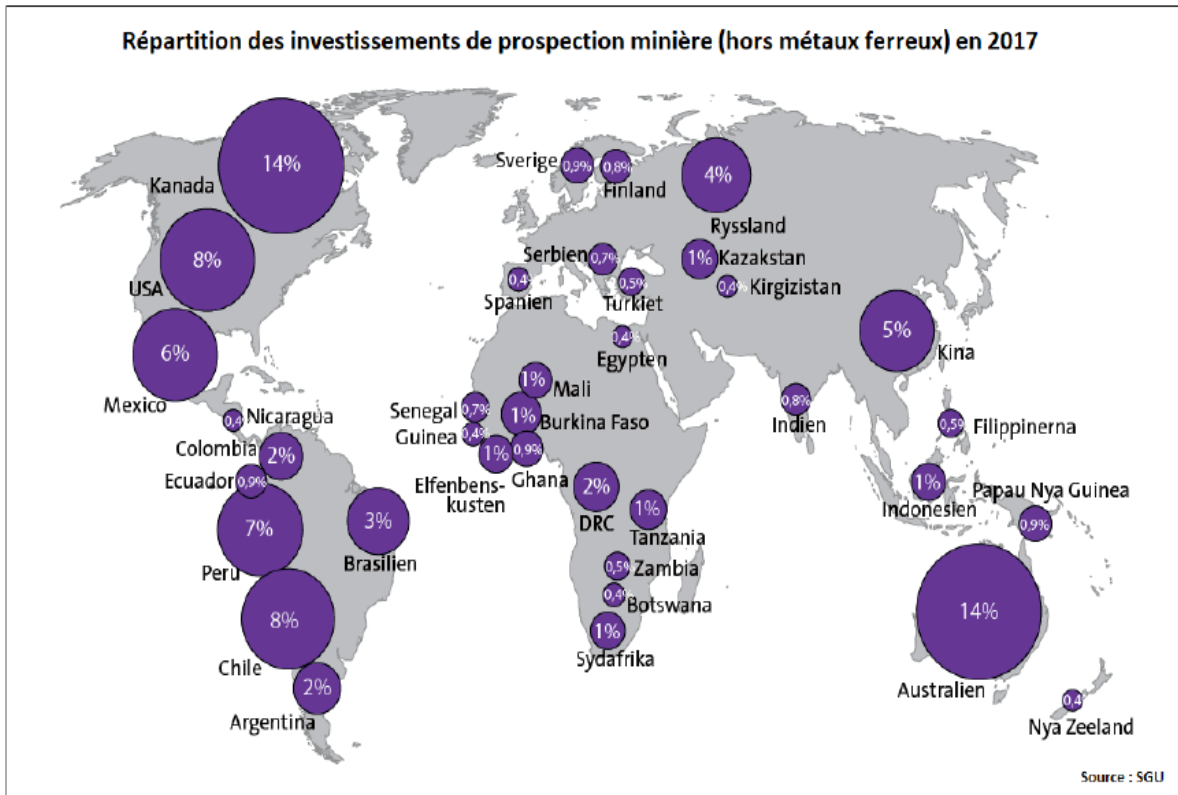 Répartition des investissements de prospection minière (hors métaux ferreux) en 2017
14%
Kanada
8%
USA
6%
Mexico
0,4
Nicaragua
Colombia
2%
Ecuador
0,9%
7%
Peru
3%
Brasilien
8%
Chile
2%
Argentina
Sverige
0,9%
0,8%
Finland
4%
Ryssland
Serbien
0,7%
0,4
Spanien
0,5%
Turkiet
1%
Kazakstan
0,4%
Kirgizistan
0,4%
Egypten
5%
Kina
1%
Mali
Senegal
0,7%
1%
Burkina Faso
Guinea
0,4%
1%
Elfenbens-
kusten
0,9%
Ghana
2%
DRC
1%
Tanzania
0,5%
Zambia
0,4%
Botswana
1%
Sydafrika
0,8%
Indien
0,5%
Filippinerna
1%
Indonesien
Papau Nya Guinea
0,9%
14%
Australien
0,4
Nya Zeeland
Source : SGU